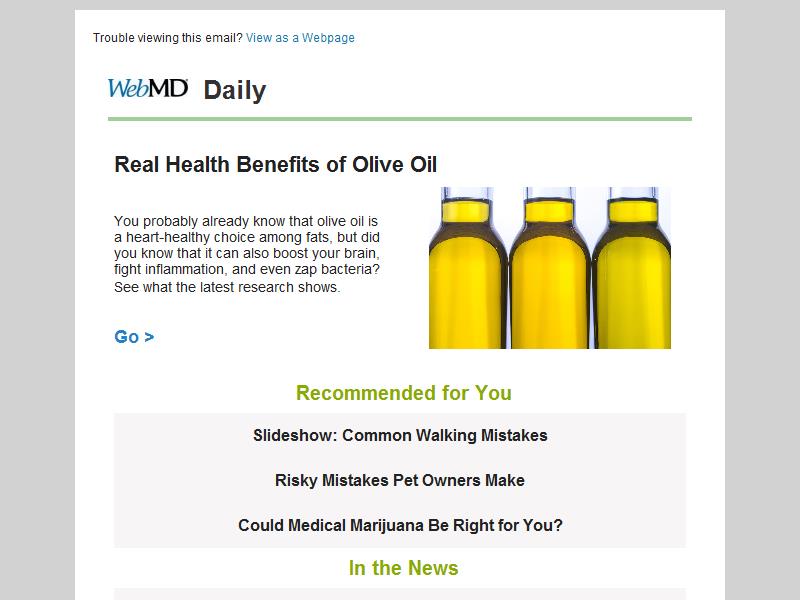 Trouble viewing this email? View as a Webpage
WebMD Daily
Real Health Benefits of Olive Oil
You probably already know that olive oil is
a heart-healthy choice among fats, but did
you know that it can also boost your brain,
fight inflammation, and even zap bacteria?
See what the latest research shows.
Go >
Recommended for You
Slideshow: Common Walking Mistakes
Risky Mistakes Pet Owners Make
Could Medical Marijuana Be Right for You?
In the News